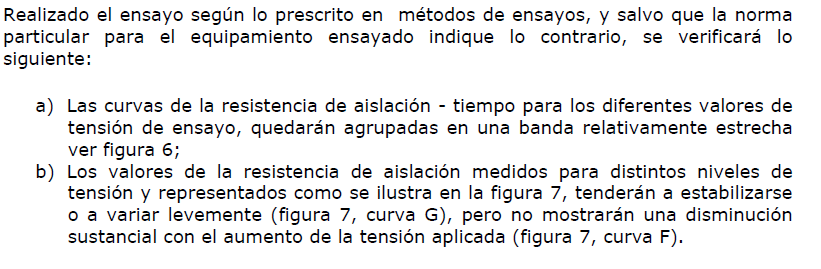 Realizado el ensayo según lo prescrito en métodos de ensayos, y salvo que la norma
particular para el equipamiento ensayado indique lo contrario, se verificará lo
siguiente:
a) Las curvas de la resistencia de aislación - tiempo para los diferentes valores de
tensión de ensayo, quedarán agrupadas en una banda relativamente estrecha
ver figura 6;
b) Los valores de la resistencia de aislación medidos para distintos niveles de
tensión y representados como se ilustra en la figura 7, tenderán a estabilizarse
o a variar levemente (figura 7, curva G), pero no mostrarán una disminución
sustancial con el aumento de la tensión aplicada (figura 7, curva F).